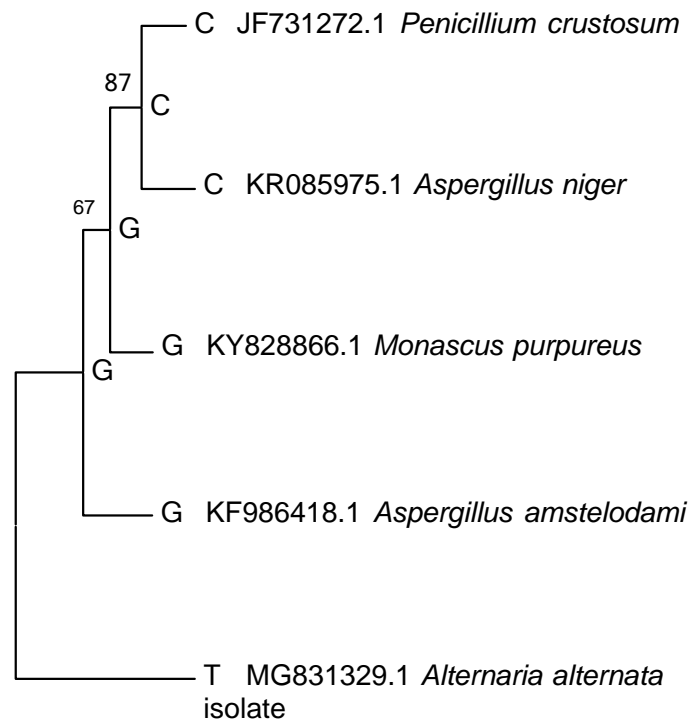 C JF731272.1 Penicillium crustosum
87
C
C KR085975.1 Aspergillus niger
67
G
G KY828866.1 Monascus purpureus
G
G KF986418.1 Aspergillus amstelodami
T MG831329.1 Alternaria alternata
isolate